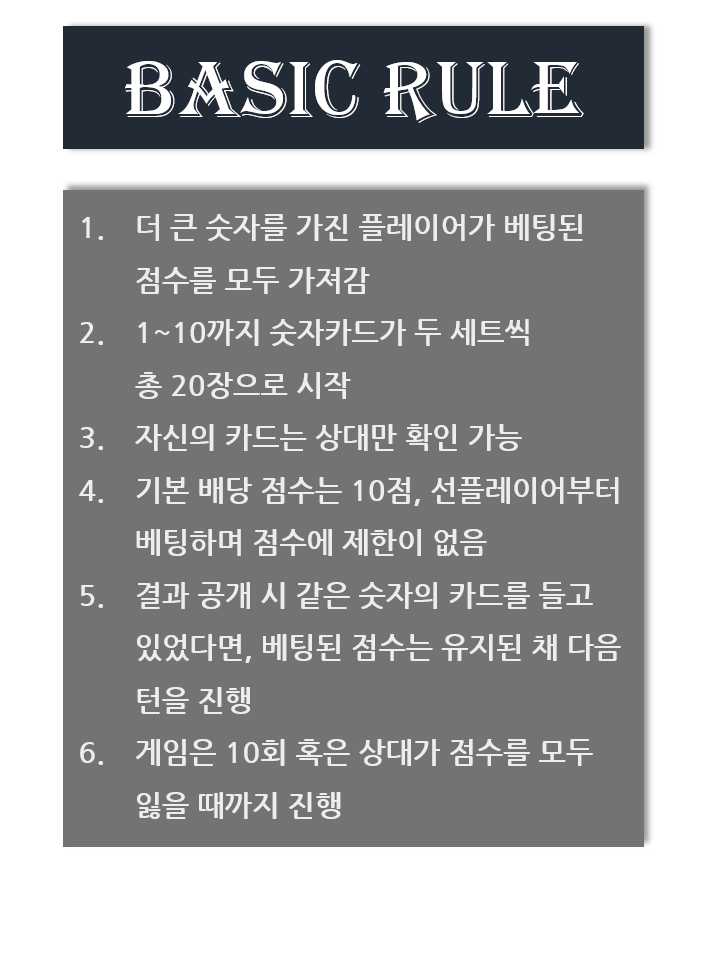 BASIC RULE
1. 더 큰 숫자를 가진 플레이어가 베팅된
점수를 모두 가져감
2. 1~10까지 숫자카드가 두 세트씩
총 20장으로 시작
3. 자신의 카드는 상대만 확인 가능
4. 기본 배당 점수는 10점, 선플레이어부터
베팅하며 점수에 제한이 없음
5. 결과 공개 시 같은 숫자의 카드를 들고
있었다면, 베팅된 점수는 유지된 채 다음
턴을 진행
6. 게임은 10회 혹은 상대가 점수를 모두
잃을 때까지 진행